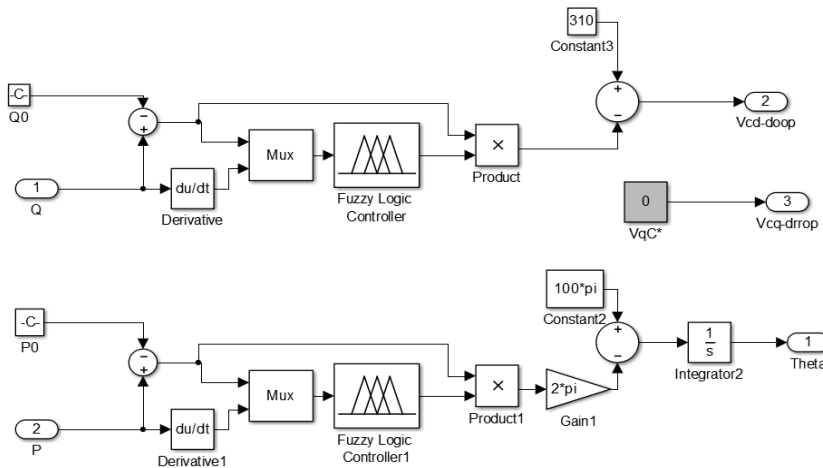 310
Constant3
-C-
Q0
−
+
+
−
2
Vcd-doop
1
Q
du/dt
Derivative
Mux
Fuzzy Logic
Controller
×
Product
0
VqC*
3
Vcq-drrop
-C-
P0
−
+
100*pi
Constant2
+
−
1
s
Integrator2
1
Theta
2
P
du/dt
Derivative1
Mux
Fuzzy Logic
Controller1
×
Product1
2*pi
Gain1